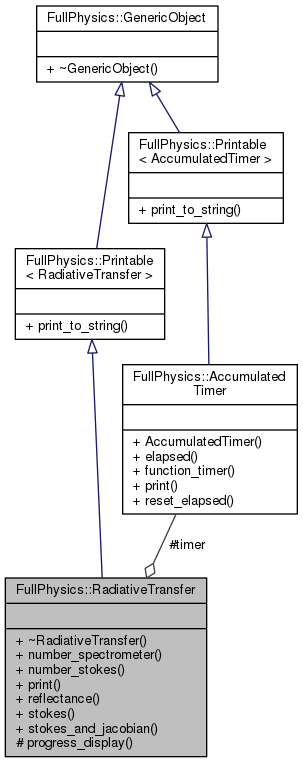 FullPhysics::GenericObject
+ ~GenericObject()
FullPhysics::Printable
< AccumulatedTimer >
+ print_to_string()
FullPhysics::Printable
< RadiativeTransfer >
+ print_to_string()
FullPhysics::Accumulated
Timer
+ AccumulatedTimer()
+ elapsed()
+ function_timer()
+ print()
+ reset_elapsed()
#timer
FullPhysics::RadiativeTransfer
+ ~RadiativeTransfer()
+ number_spectrometer()
+ number_stokes()
+ print()
+ reflectance()
+ stokes()
+ stokes_and_jacobian()
# progress_display()